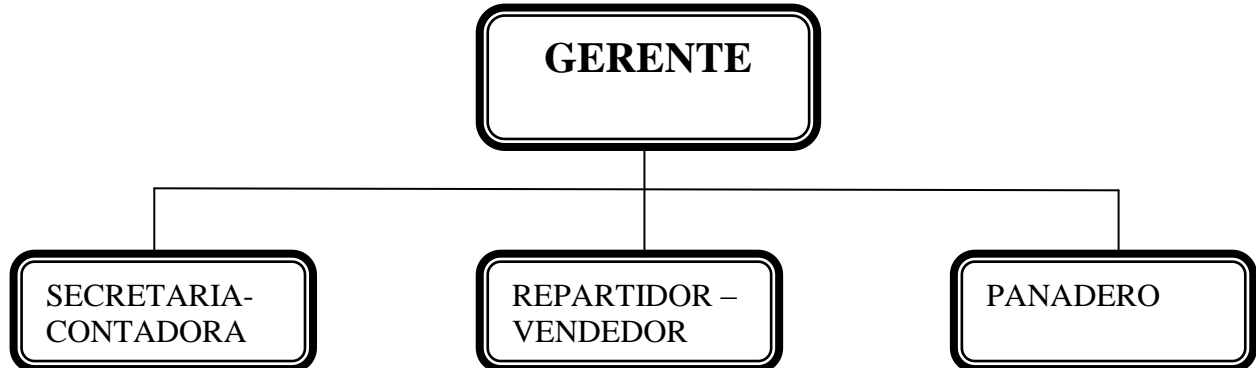 GERENTE
SECRETARIA-
CONTADORA
REPARTIDOR –
VENDEDOR
PANADERO